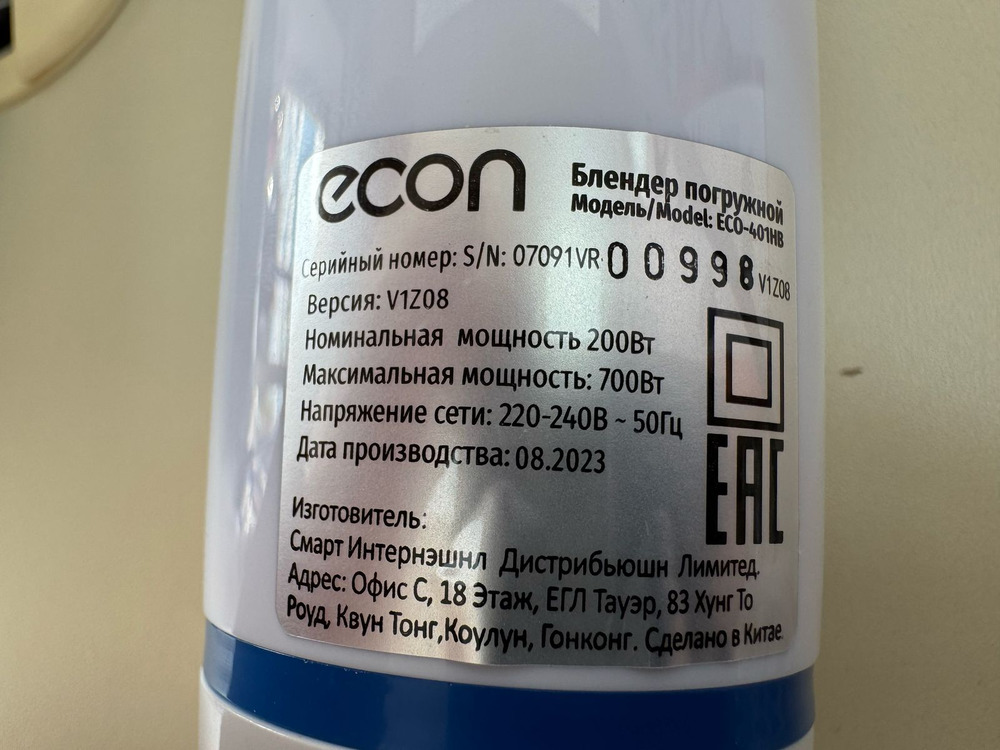 econ
Блендер погружной
Модель/Model: ECO-401HB
Серийный номер: S/N: 07091VR 00998 V1Z08
Версия: V1Z08
Номинальная мощность 200Вт
Максимальная мощность: 700Вт
Напряжение сети: 220-240В ~ 50Гц
Дата производства: 08.2023
EAC
Изготовитель:
Смарт Интернэшнл Дистрибьюшн Лимитед.
Адрес: Офис С, 18 Этаж, ЕГЛ Тауэр, 83 Хунг То
Роуд, Квун Тонг,Коулун, Гонконг. Сделано в Китае